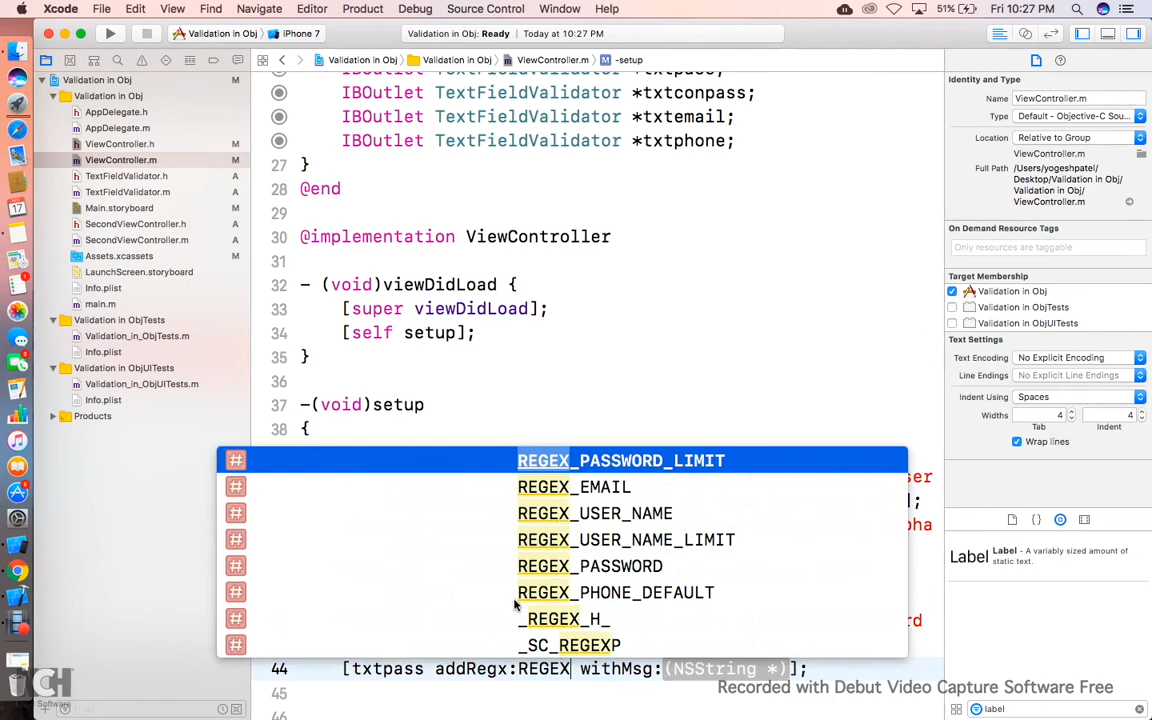 Xcode File Edit View Find Navigate Editor Product Debug Source Control Window Help 51% Fri 10:27 PM
Validation in Obj iPhone 7 Validation in Obj: Ready Today at 10:27 PM
Validation in Obj Validation in Obj ViewController.m -setup
Validation in Obj M
Validation in Obj
AppDelegate.h
AppDelegate.m
ViewController.h M
ViewController.m M
TextFieldValidator.h A
TextFieldValidator.m A
Main.storyboard M
SecondViewController.h A
SecondViewController.m A
Assets.xcassets M
LaunchScreen.storyboard
Info.plist
main.m
Validation in ObjTests
Validation_in_ObjTests.m
Info.plist
Validation in ObjUITests
Validation_in_ObjUITests.m
Info.plist
Products
IBOutlet TextFieldValidator *txtpass;
IBOutlet TextFieldValidator *txtconpass;
IBOutlet TextFieldValidator *txtemail;
IBOutlet TextFieldValidator *txtphone;
27 }
28 @end
29
30 @implementation ViewController
31
32 - (void)viewDidLoad {
33 [super viewDidLoad];
34 [self setup];
35 }
36
37 -(void)setup
38 {
ser
];
pha
rd
REGEX_PASSWORD_LIMIT
REGEX_EMAIL
REGEX_USER_NAME
REGEX_USER_NAME_LIMIT
REGEX_PASSWORD
REGEX_PHONE_DEFAULT
_REGEX_H_
_SC_REGEXP
44 [txtpass addRegx:REGEX withMsg:(NSString *)];
45
46
Identity and Type
Name ViewController.m
Type Default - Objective-C Sou...
Location Relative to Group
ViewController.m
Full Path /Users/yogeshpatel/
Desktop/Validation in Obj/
Validation in Obj/
ViewController.m
On Demand Resource Tags
Only resources are taggable
Target Membership
Validation in Obj
Validation in ObjTests
Validation in ObjUITests
Text Settings
Text Encoding No Explicit Encoding
Line Endings No Explicit Line Endings
Indent Using Spaces
Widths 4 4
Tab Indent
Wrap lines
{ }
Label Label - A variably sized amount of
static text.
label
Recorded with Debut Video Capture Software Free